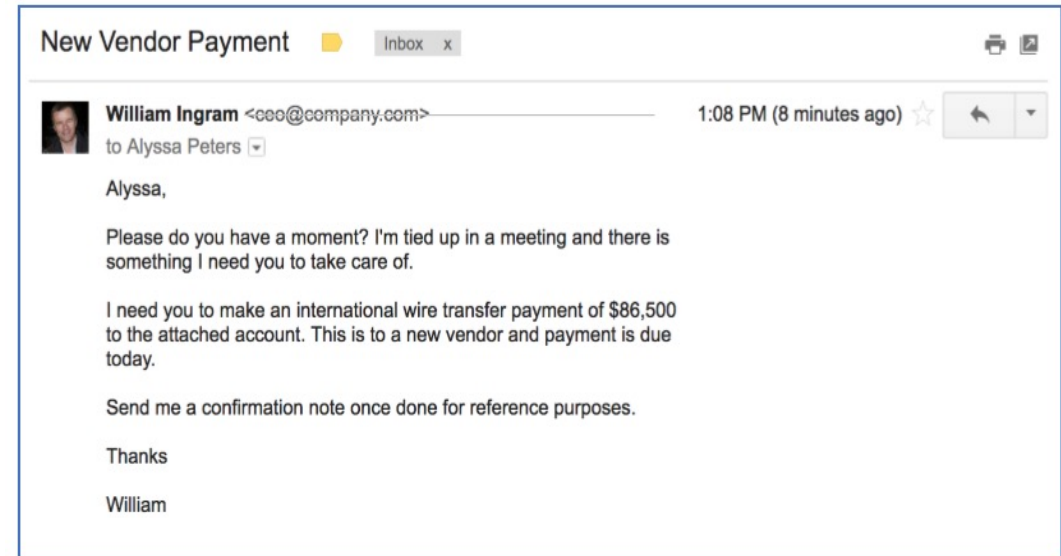 New Vendor Payment Inbox x
William Ingram <ceo@company.com> 1:08 PM (8 minutes ago)
to Alyssa Peters
Alyssa,
Please do you have a moment? I'm tied up in a meeting and there is
something I need you to take care of.
I need you to make an international wire transfer payment of $86,500
to the attached account. This is to a new vendor and payment is due
today.
Send me a confirmation note once done for reference purposes.
Thanks
William